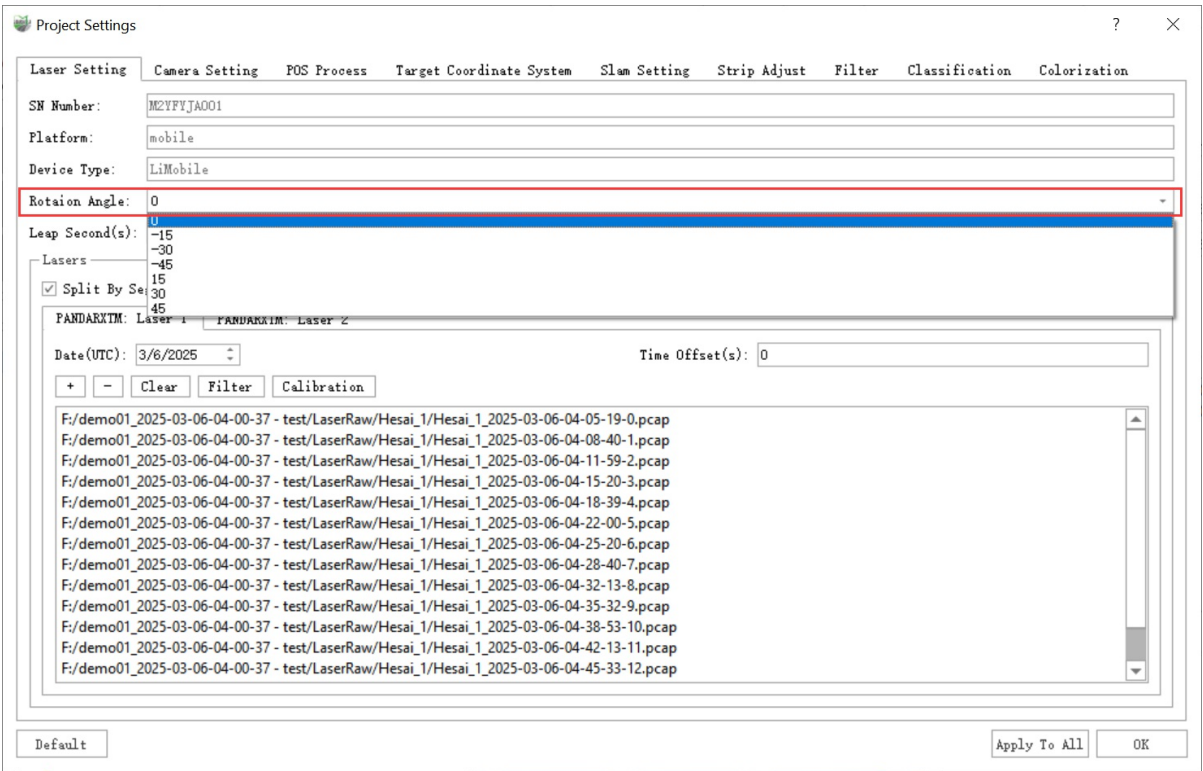 Project Settings
?
Laser Setting Camera Setting POS Process Target Coordinate System Slam Setting Strip Adjust Filter Classification Colorization
SN Number: M2YFYJA001
Platform: mobile
Device Type: LiMobile
Rotaion Angle: 0
0
Leap Second(s): -15
-30
Lasers -45
15
Split By Se 30
45
PANDARXTM: Laser 1 PANDARXTM: Laser 2
Date(UTC): 3/6/2025 Time Offset(s): 0
+ - Clear Filter Calibration
F:/demo01_2025-03-06-04-00-37 - test/LaserRaw/Hesai_1/Hesai_1_2025-03-06-04-05-19-0.pcap
F:/demo01_2025-03-06-04-00-37 - test/LaserRaw/Hesai_1/Hesai_1_2025-03-06-04-08-40-1.pcap
F:/demo01_2025-03-06-04-00-37 - test/LaserRaw/Hesai_1/Hesai_1_2025-03-06-04-11-59-2.pcap
F:/demo01_2025-03-06-04-00-37 - test/LaserRaw/Hesai_1/Hesai_1_2025-03-06-04-15-20-3.pcap
F:/demo01_2025-03-06-04-00-37 - test/LaserRaw/Hesai_1/Hesai_1_2025-03-06-04-18-39-4.pcap
F:/demo01_2025-03-06-04-00-37 - test/LaserRaw/Hesai_1/Hesai_1_2025-03-06-04-22-00-5.pcap
F:/demo01_2025-03-06-04-00-37 - test/LaserRaw/Hesai_1/Hesai_1_2025-03-06-04-25-20-6.pcap
F:/demo01_2025-03-06-04-00-37 - test/LaserRaw/Hesai_1/Hesai_1_2025-03-06-04-28-40-7.pcap
F:/demo01_2025-03-06-04-00-37 - test/LaserRaw/Hesai_1/Hesai_1_2025-03-06-04-32-13-8.pcap
F:/demo01_2025-03-06-04-00-37 - test/LaserRaw/Hesai_1/Hesai_1_2025-03-06-04-35-32-9.pcap
F:/demo01_2025-03-06-04-00-37 - test/LaserRaw/Hesai_1/Hesai_1_2025-03-06-04-38-53-10.pcap
F:/demo01_2025-03-06-04-00-37 - test/LaserRaw/Hesai_1/Hesai_1_2025-03-06-04-42-13-11.pcap
F:/demo01_2025-03-06-04-00-37 - test/LaserRaw/Hesai_1/Hesai_1_2025-03-06-04-45-33-12.pcap
Default Apply To All OK